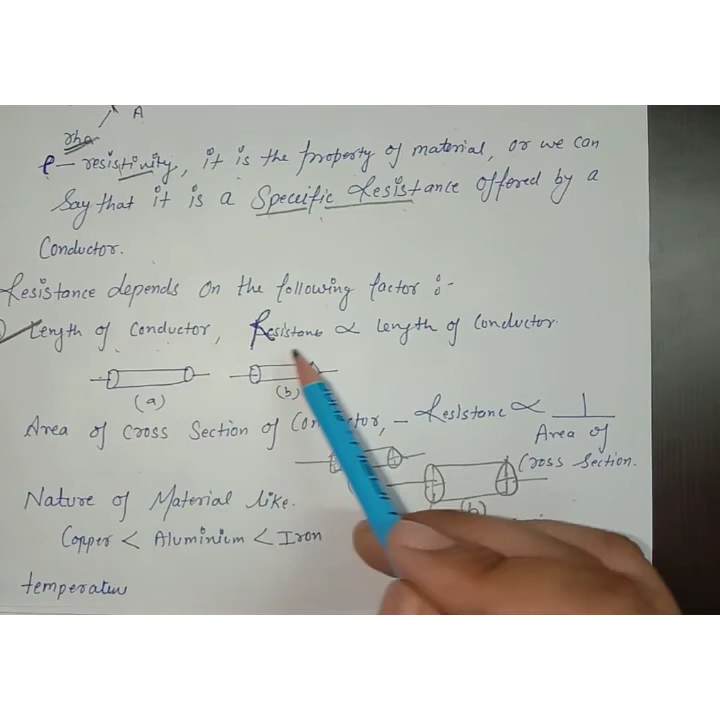 A
rho
ρ — resistivity, it is the property of material, or we can
Say that it is a Specific Resistance offered by a
Conductor.
Resistance depends on the following factor :-
Length of conductor, Resistance ∝ Length of Conductor.
(a) (b)
Area of cross section of Conductor, - Resistance ∝ 1
Area of
Cross Section.
(b)
Nature of Material like.
Copper < Aluminium < Iron
temperatu